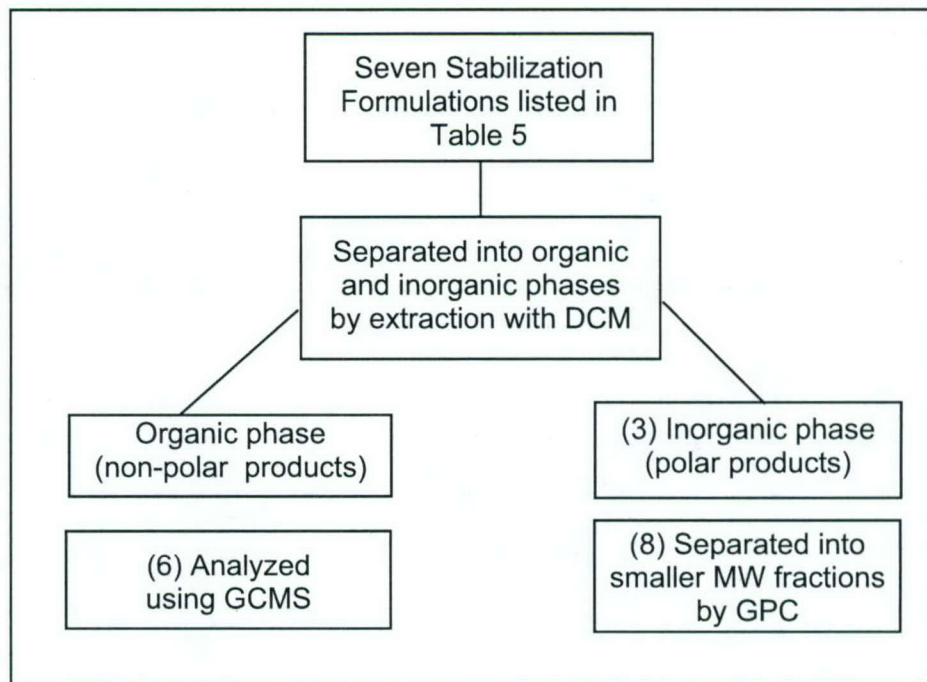 Seven Stabilization
Formulations listed in
Table 5
Separated into organic
and inorganic phases
by extraction with DCM
Organic phase
(non-polar products)
(3) Inorganic phase
(polar products)
(6) Analyzed
using GCMS
(8) Separated into
smaller MW fractions
by GPC